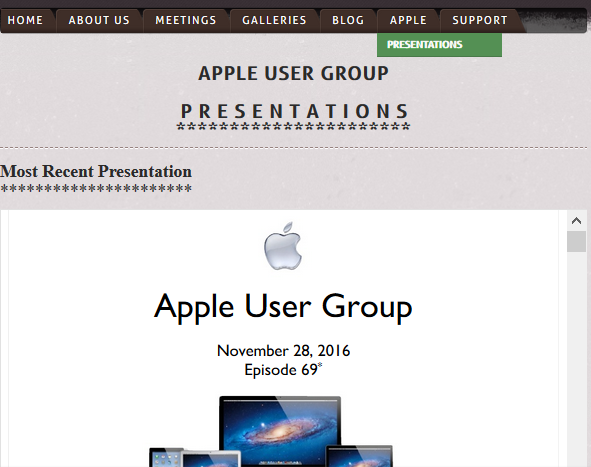 HOME ABOUT US MEETINGS GALLERIES BLOG APPLE SUPPORT
PRESENTATIONS
APPLE USER GROUP
PRESENTATIONS
**********************
Most Recent Presentation
**********************
Apple User Group
November 28, 2016
Episode 69*